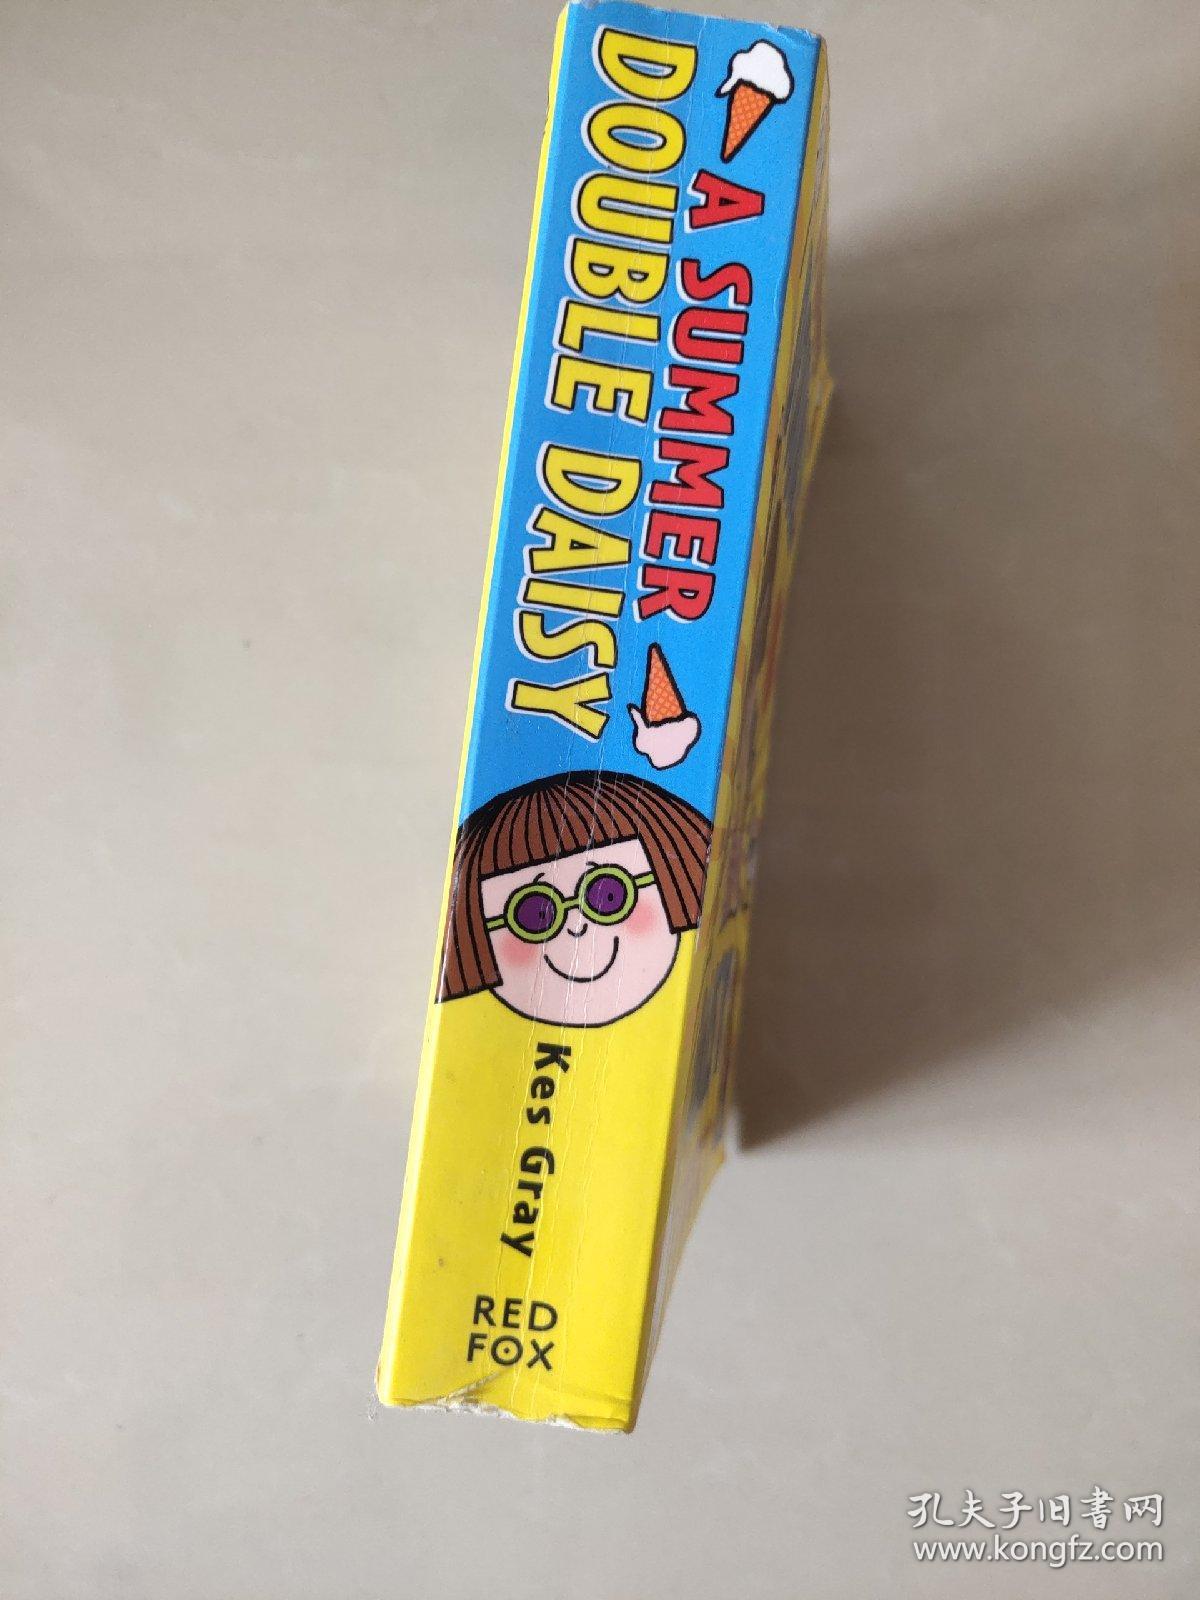 A SUMMER
DOUBLE DAISY
Kes Gray
RED
FOX
孔夫子旧书网
www.kongfz.com